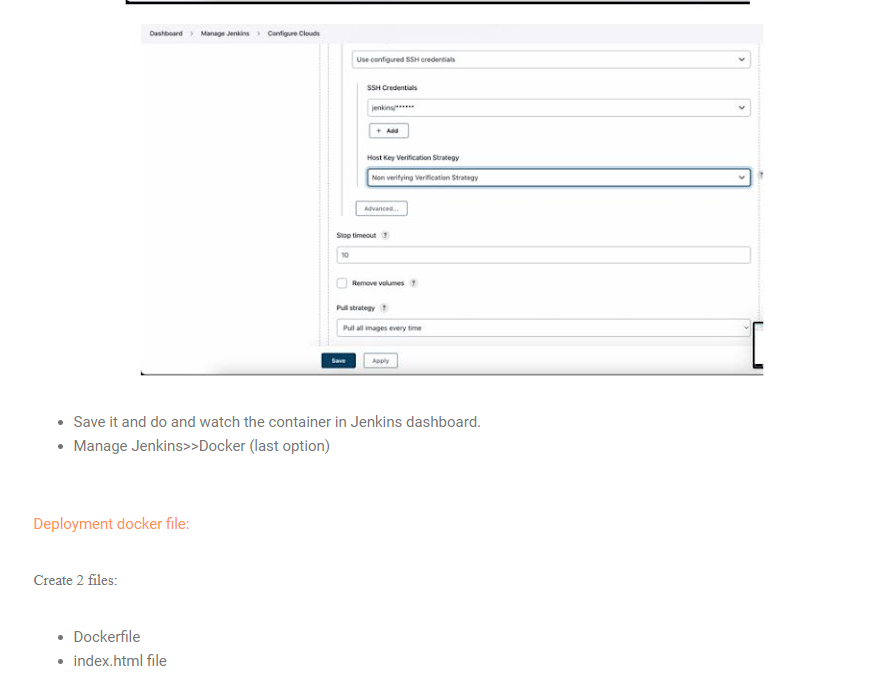 Dashboard > Manage Jenkins > Configure Clouds
Use configured SSH credentials
SSH Credentials
jenkins/******
+ Add
Host Key Verification Strategy
Non verifying Verification Strategy
?
Advanced...
Stop timeout ?
10
Remove volumes ?
Pull strategy ?
Pull all images every time
Save Apply
• Save it and do and watch the container in Jenkins dashboard.
• Manage Jenkins>>Docker (last option)
Deployment docker file:
Create 2 files:
• Dockerfile
• index.html file